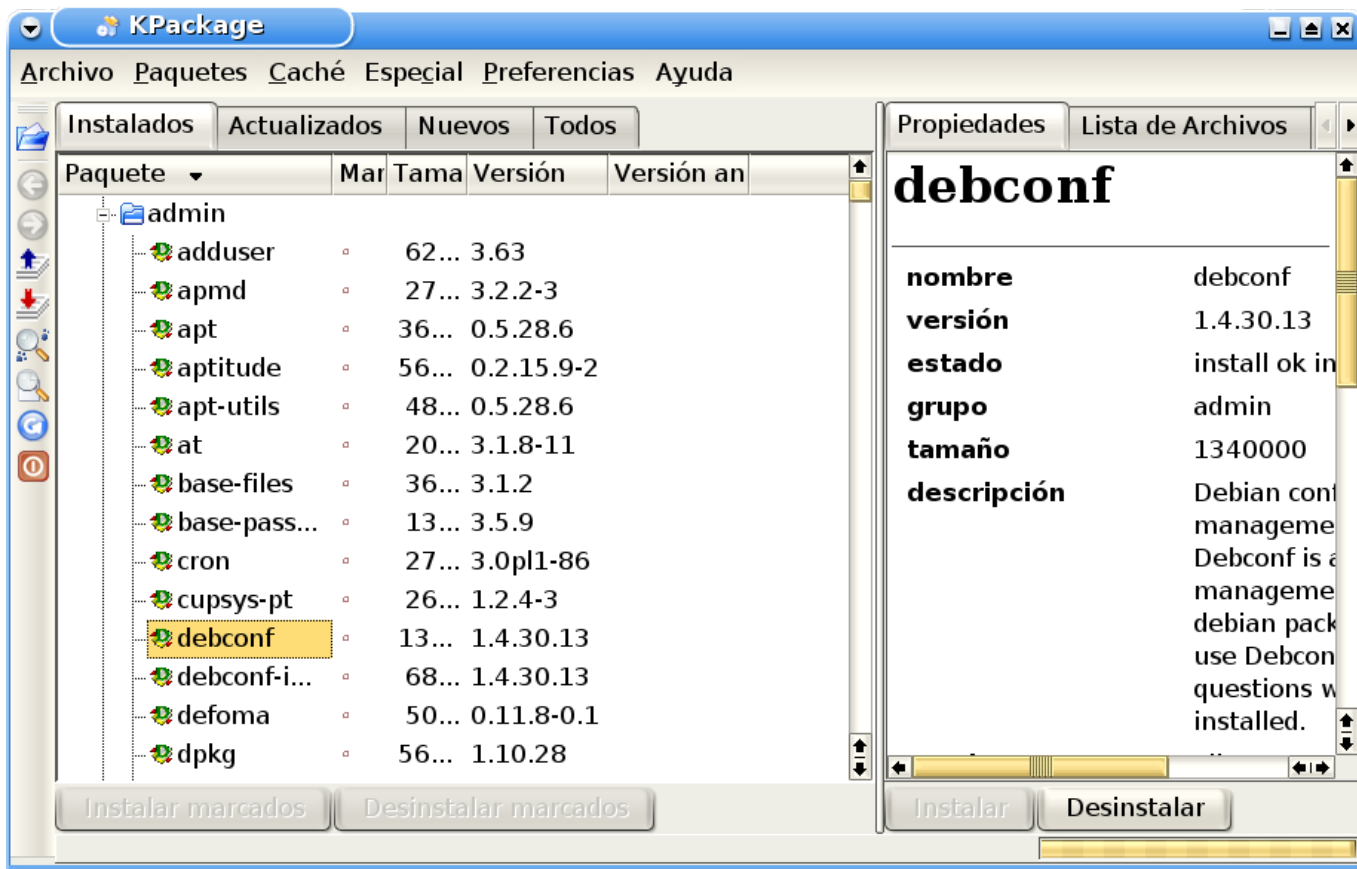 KPackage
Archivo Paquetes Caché Especial Preferencias Ayuda
Instalados Actualizados Nuevos Todos
Paquete Mar Tama Versión Versión an
admin
adduser 62... 3.63
apmd 27... 3.2.2-3
apt 36... 0.5.28.6
aptitude 56... 0.2.15.9-2
apt-utils 48... 0.5.28.6
at 20... 3.1.8-11
base-files 36... 3.1.2
base-pass... 13... 3.5.9
cron 27... 3.0pl1-86
cupsys-pt 26... 1.2.4-3
debconf 13... 1.4.30.13
debconf-i... 68... 1.4.30.13
defoma 50... 0.11.8-0.1
dpkg 56... 1.10.28
Instalar marcados Desinstalar marcados
Propiedades Lista de Archivos
debconf
nombre debconf
versión 1.4.30.13
estado install ok in
grupo admin
tamaño 1340000
descripción Debian conf
manageme
Debconf is a
manageme
debian pack
use Debcon
questions w
installed.
Instalar Desinstalar